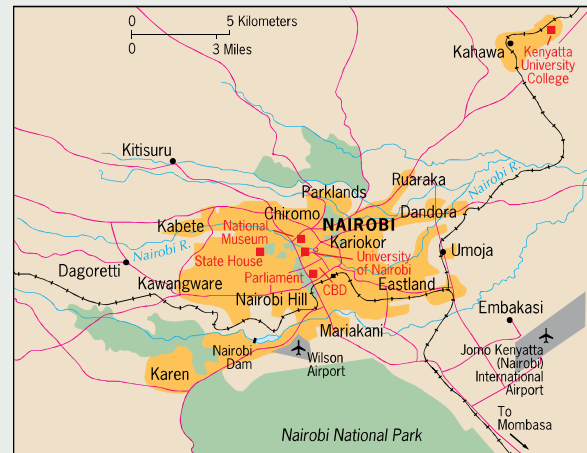 0
5 Kilometers
0
3 Miles
Kahawa
Kenyatta
University
College
Kitisuru
Ruaraka
Nairobi R.
Parklands
Chiromo
Dandora
NAIROBI
Kabete
National
Museum
Kariokor
Nairobi R.
State House
University
of Nairobi
Umoja
Dagoretti
Parliament
Kawangware
CBD
Eastland
Nairobi Hill
Embakasi
Mariakani
Nairobi
Dam
Wilson
Airport
Jomo Kenyatta
(Nairobi)
International
Airport
Karen
To
Mombasa
Nairobi National Park